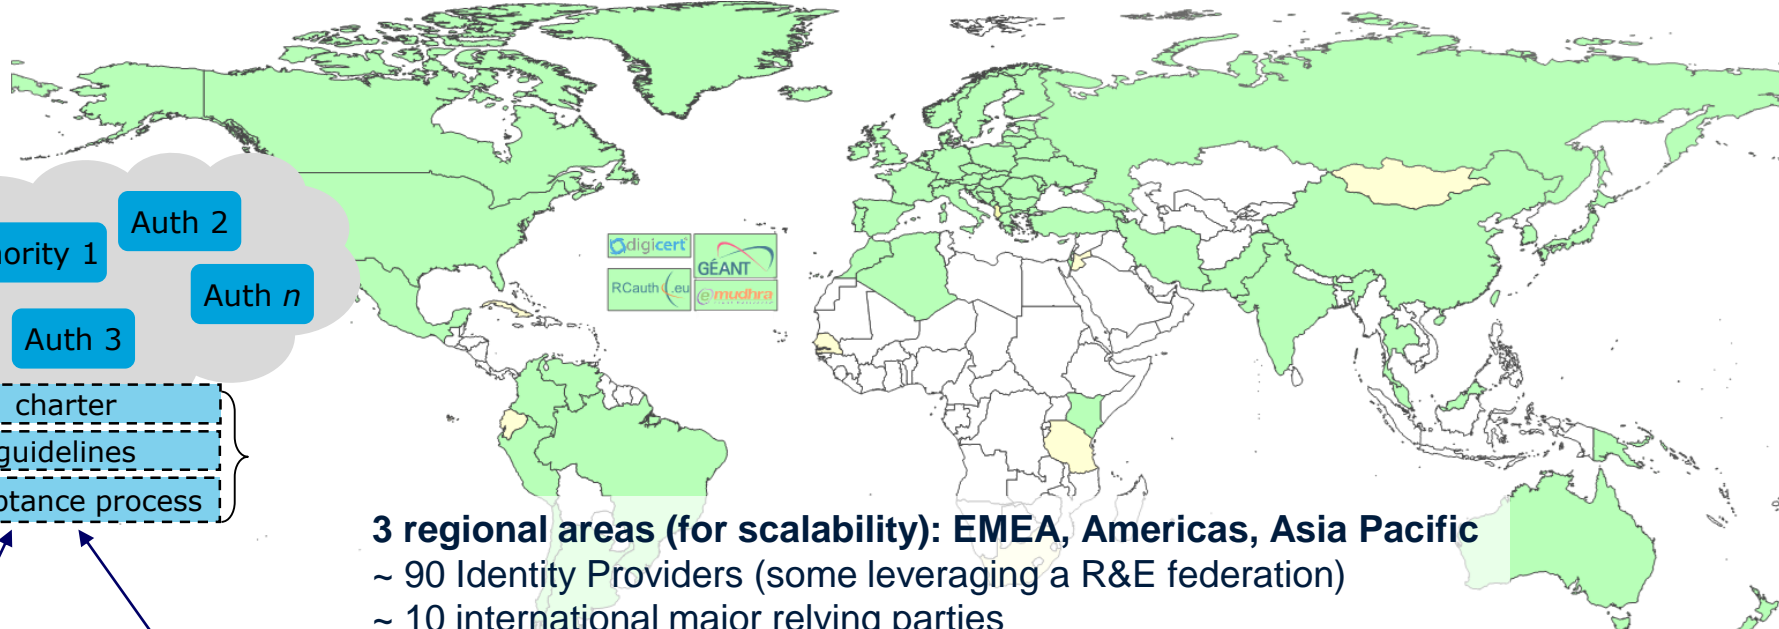 Auth 2
ority 1
Auth n
Auth 3
charter
guidelines
ptance process
digicert
GÉANT
RCauth.eu
emudhra
3 regional areas (for scalability): EMEA, Americas, Asia Pacific
~ 90 Identity Providers (some leveraging a R&E federation)
~ 10 international major relying parties